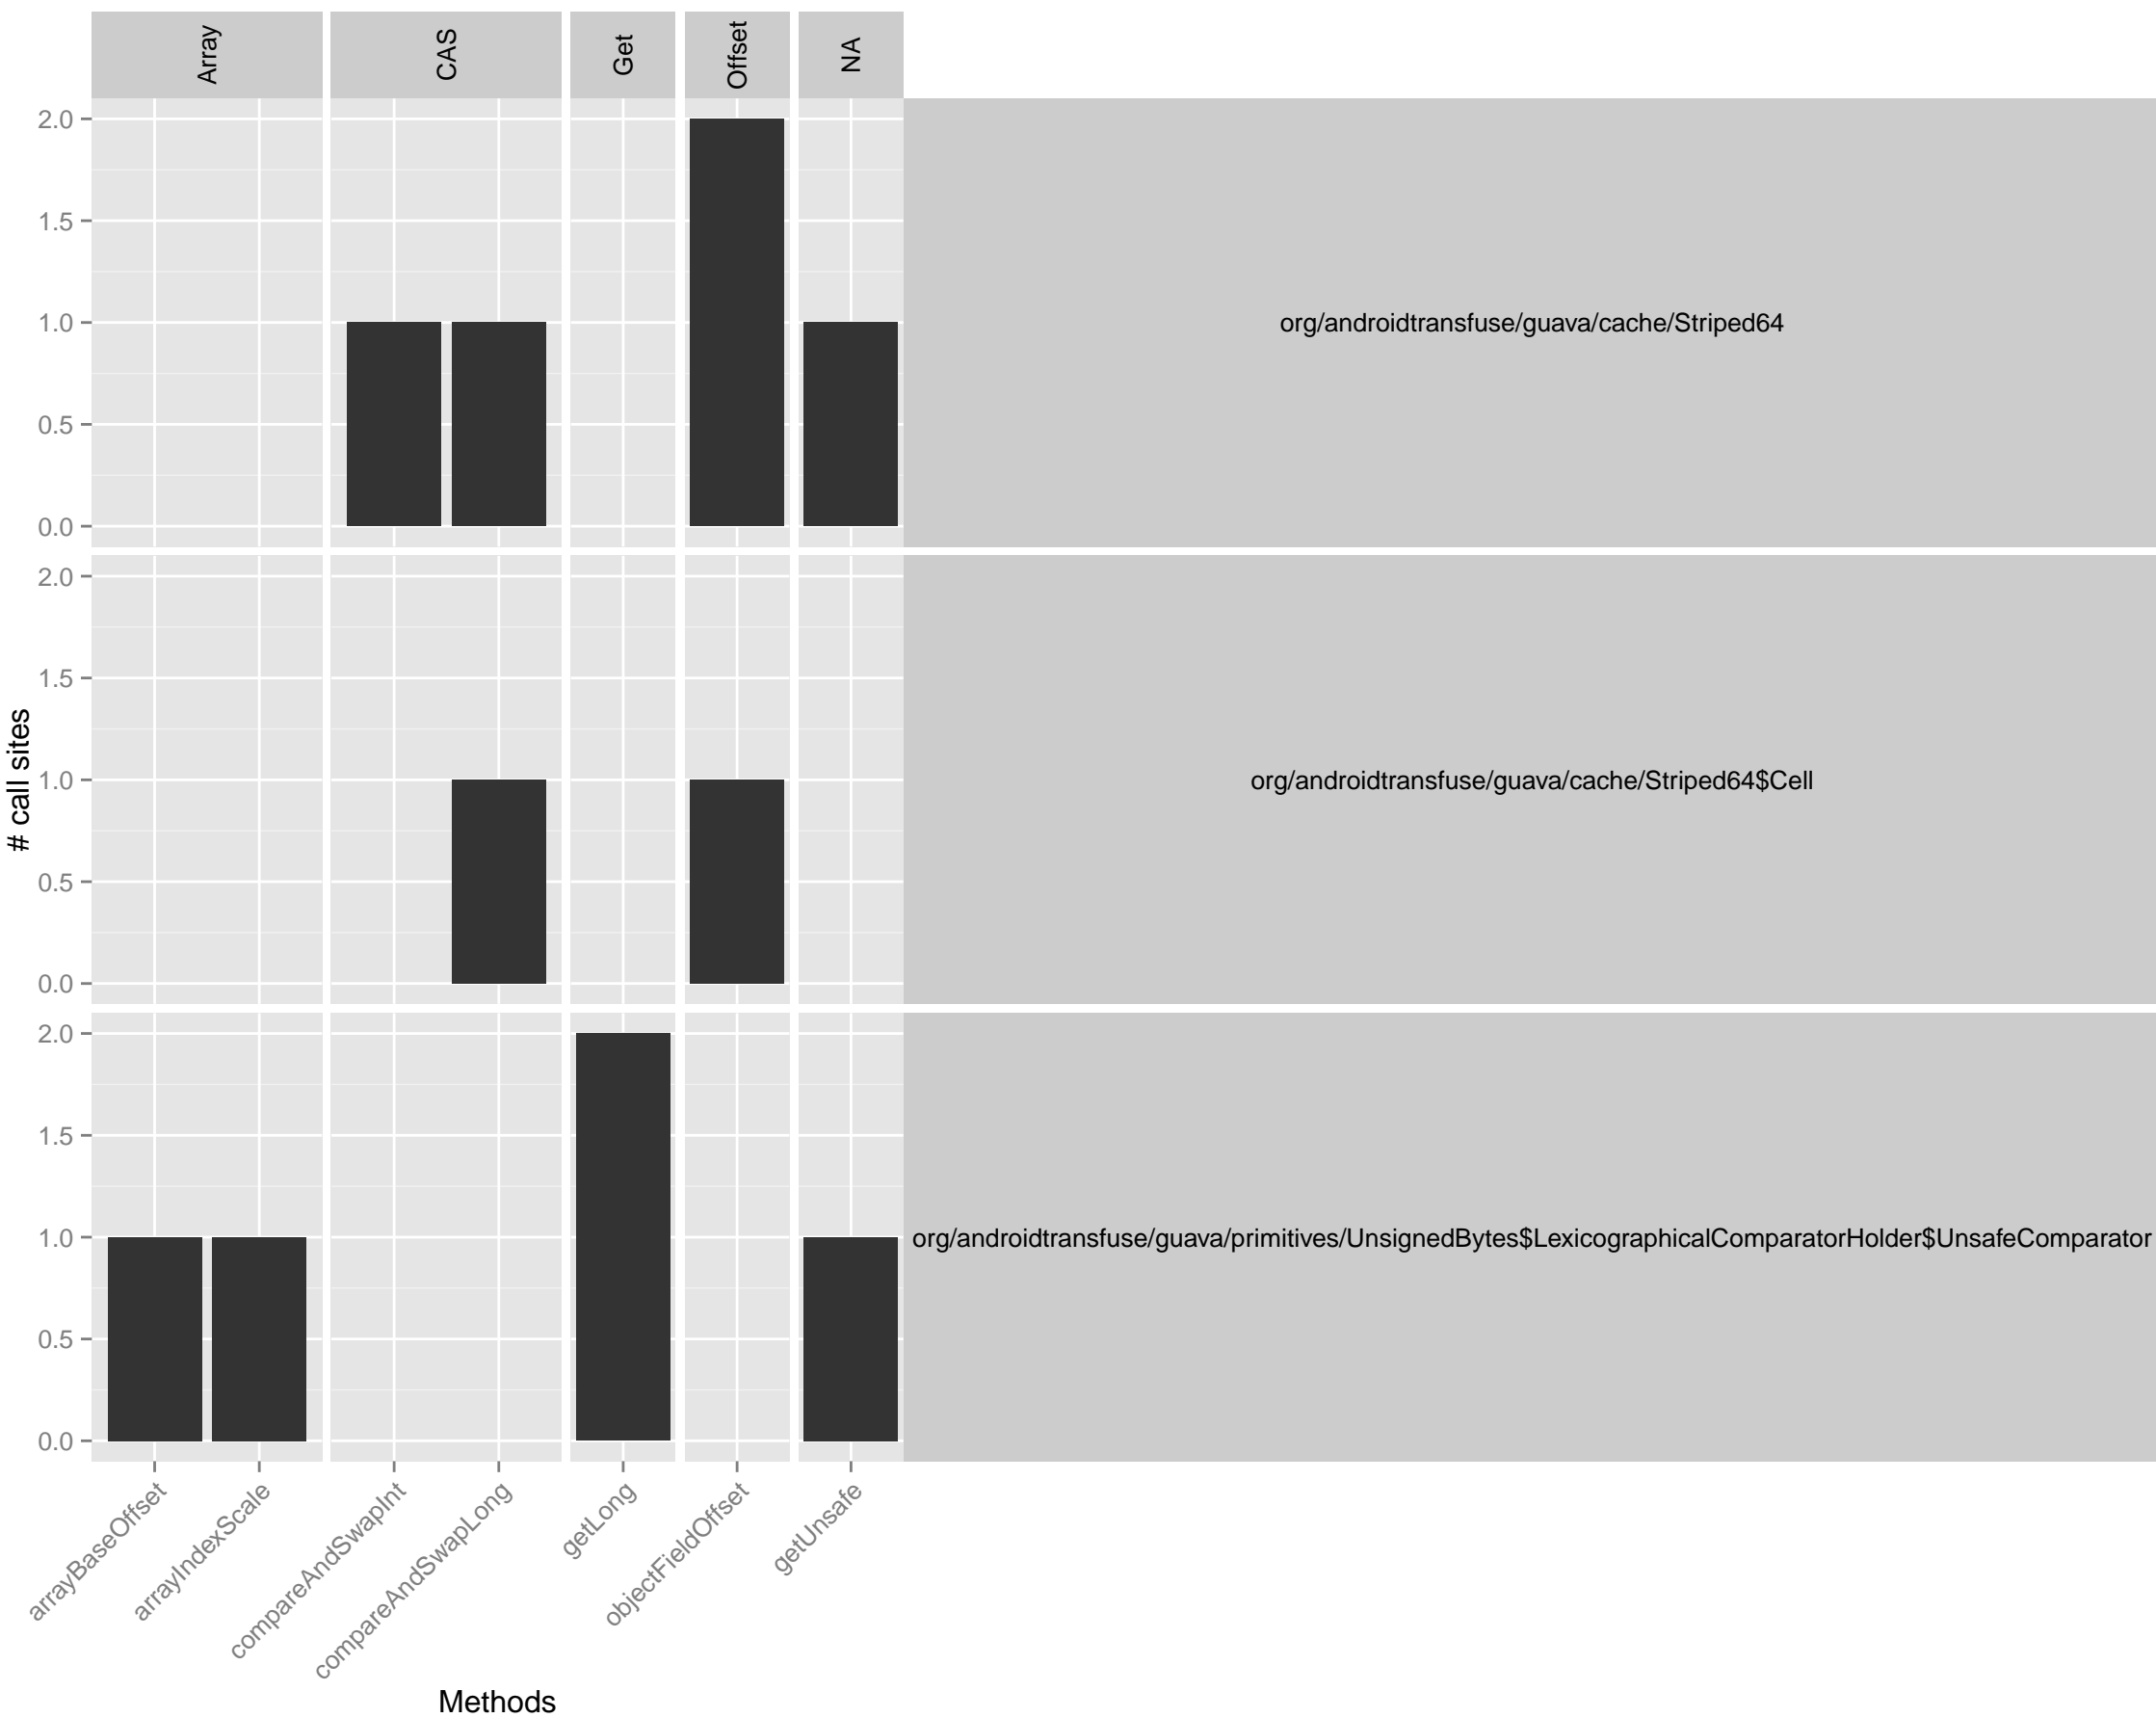 Array
CAS
Get
Offset
NA
2.0
1.5
1.0
0.5
0.0
org/androidtransfuse/guava/cache/Striped64
2.0
1.5
1.0
0.5
0.0
org/androidtransfuse/guava/cache/Striped64$Cell
2.0
1.5
1.0
0.5
0.0
org/androidtransfuse/guava/primitives/UnsignedBytes$LexicographicalComparatorHolder$UnsafeComparator
# call sites
arrayBaseOffset
arrayIndexScale
compareAndSwapInt
compareAndSwapLong
getLong
objectFieldOffset
getUnsafe
Methods